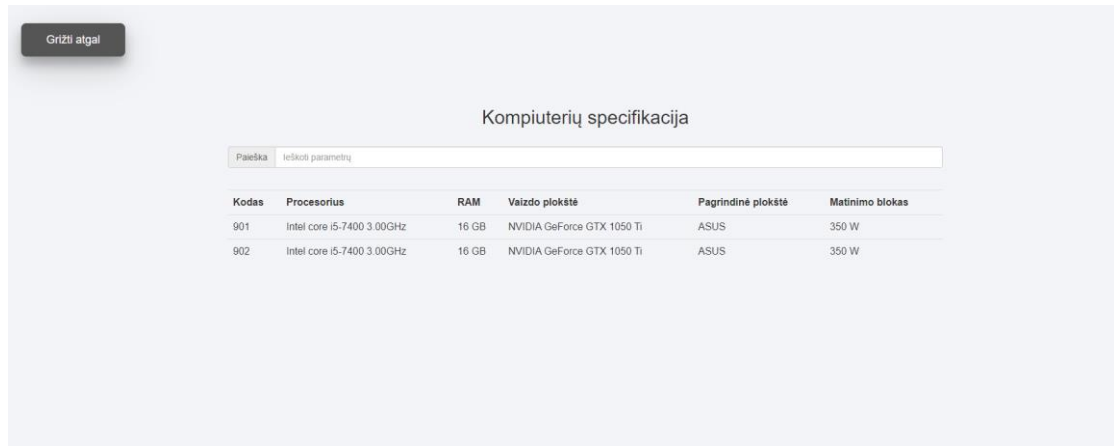 Grižti atgal
Kompiuterių specifikacija
Paieška Ieškoti parametrų
Kodas Procesorius RAM Vaizdo plokštė Pagrindinė plokštė Matinimo blokas
901 Intel core i5-7400 3.00GHz 16 GB NVIDIA GeForce GTX 1050 Ti ASUS 350 W
902 Intel core i5-7400 3.00GHz 16 GB NVIDIA GeForce GTX 1050 Ti ASUS 350 W